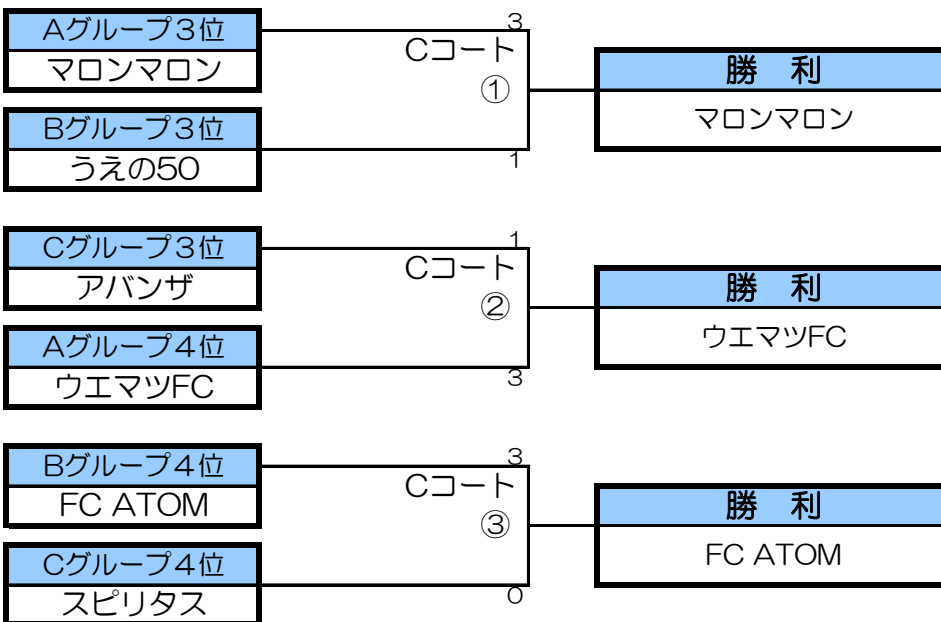 Aグループ３位
マロンマロン
3
Cコート
①
Bグループ３位
うえの50
1
勝　利
マロンマロン
Cグループ３位
アバンザ
1
Cコート
②
Aグループ４位
ウエマツFC
3
勝　利
ウエマツFC
Bグループ４位
FC ATOM
3
Cコート
③
Cグループ４位
スピリタス
0
勝　利
FC ATOM